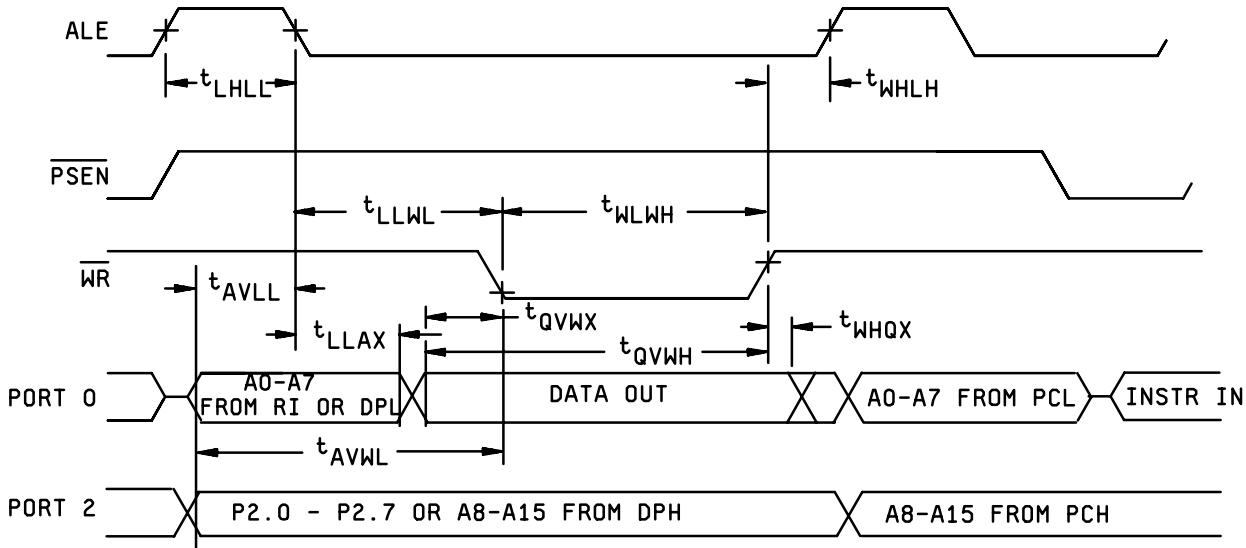 ALE
tLHLL
tWHLH
PSEN
tLLWL
tWLWH
WR
tAVLL
tQVWX
tLLAX
tWHQX
tQVWH
PORT 0
A0-A7
FROM RI OR DPL
DATA OUT
A0-A7 FROM PCL
INSTR IN
tAVWL
PORT 2
P2.0 - P2.7 OR A8-A15 FROM DPH
A8-A15 FROM PCH